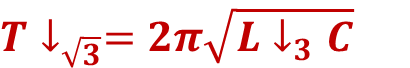 T ↓√3 = 2π√(L ↓3 C)